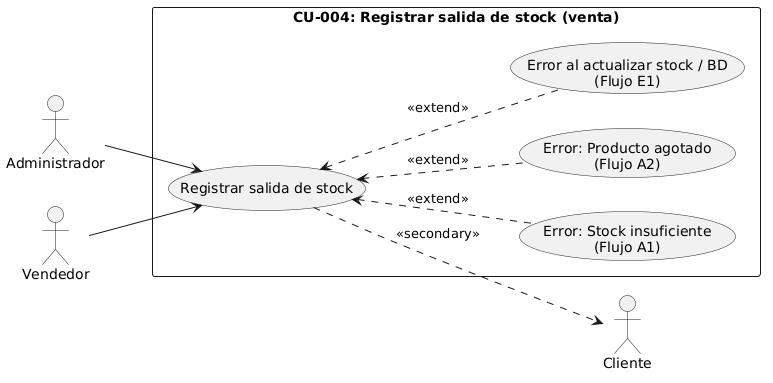 CU-004: Registrar salida de stock (venta)
Error al actualizar stock / BD
(Flujo E1)
«extend»
Administrador
Error: Producto agotado
(Flujo A2)
«extend»
Registrar salida de stock
«extend»
Error: Stock insuficiente
(Flujo A1)
«secondary»
Vendedor
Cliente